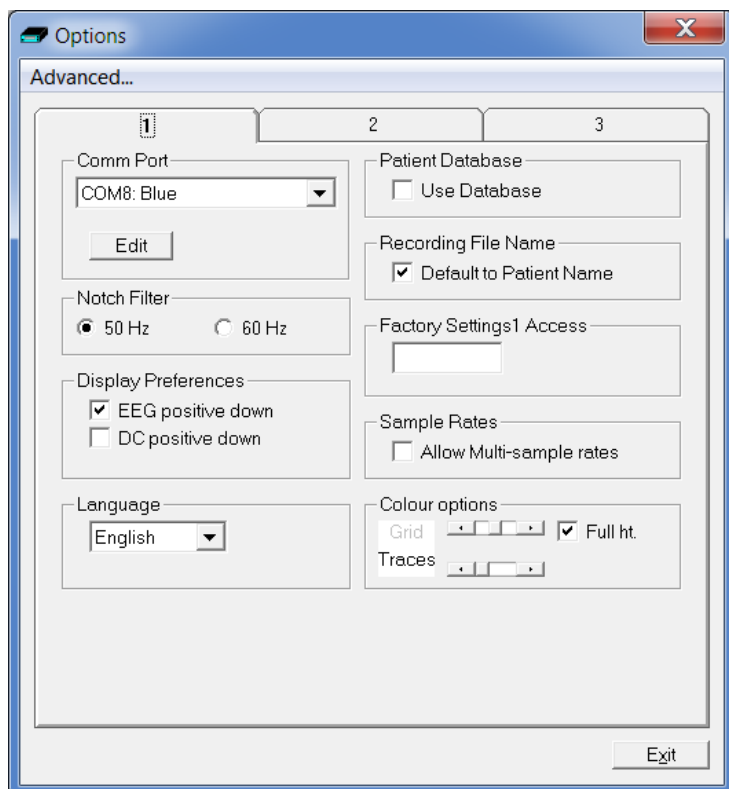 Options
Advanced...
1
2
3
Comm Port
COM8: Blue
Edit
Notch Filter
50 Hz
60 Hz
Display Preferences
EEG positive down
DC positive down
Language
English
Patient Database
Use Database
Recording File Name
Default to Patient Name
Factory Settings1 Access
Sample Rates
Allow Multi-sample rates
Colour options
Grid
Full ht.
Traces
Exit